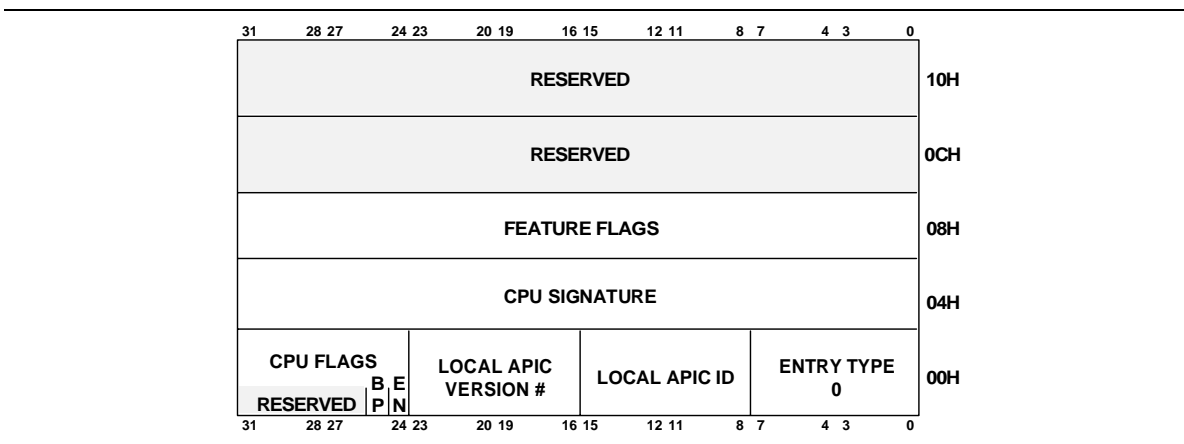 31 28 27 24 23 20 19 16 15 12 11 8 7 4 3 0
RESERVED 10H
RESERVED 0CH
FEATURE FLAGS 08H
CPU SIGNATURE 04H
CPU FLAGS
RESERVED
B
P
E
N
LOCAL APIC
VERSION #
LOCAL APIC ID
ENTRY TYPE
0
00H
31 28 27 24 23 20 19 16 15 12 11 8 7 4 3 0